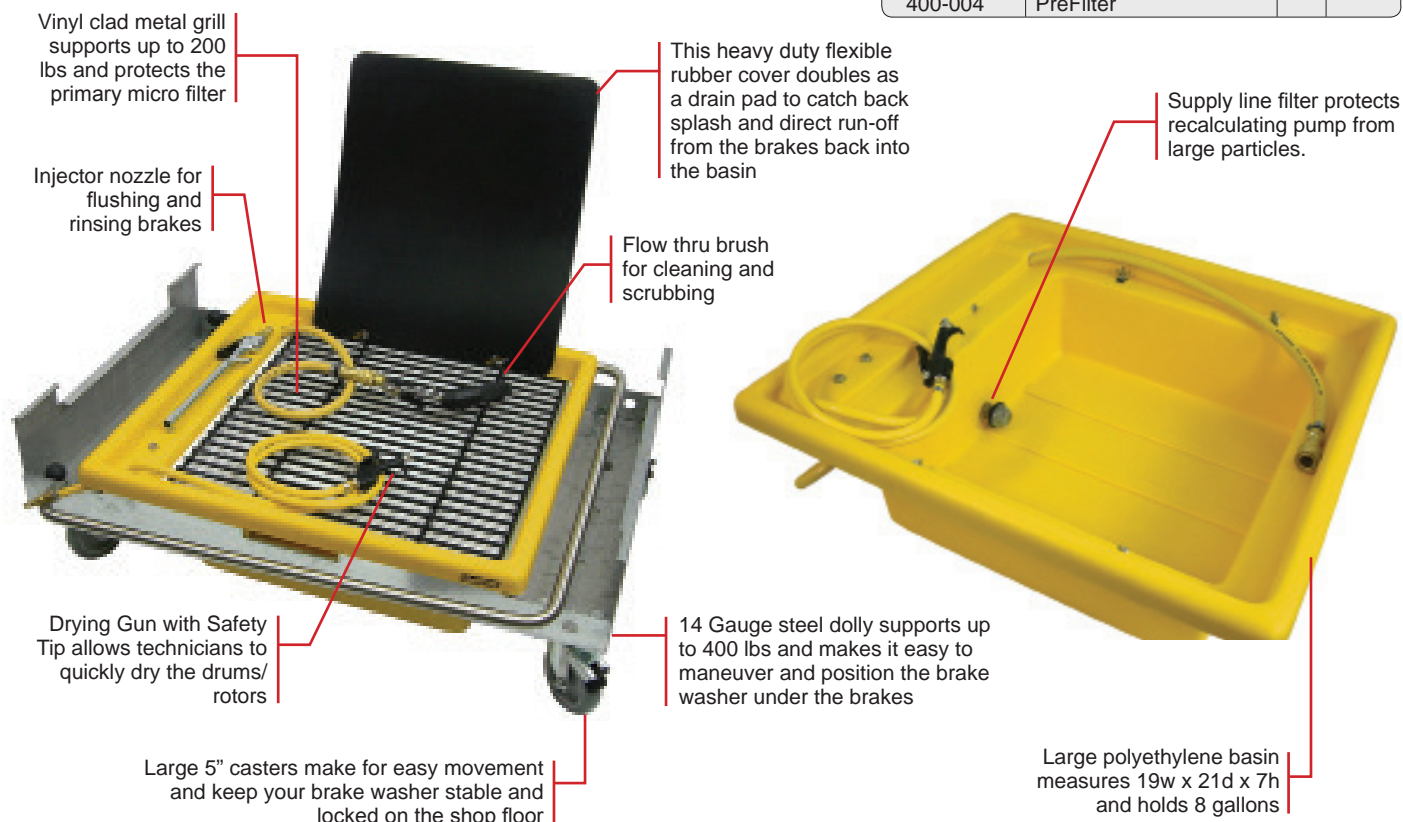 400-004 PreFilter
Vinyl clad metal grill
supports up to 200
lbs and protects the
primary micro filter
This heavy duty flexible
rubber cover doubles as
a drain pad to catch back
splash and direct run-off
from the brakes back into
the basin
Supply line filter protects
recalculating pump from
large particles.
Injector nozzle for
flushing and
rinsing brakes
Flow thru brush
for cleaning and
scrubbing
Drying Gun with Safety
Tip allows technicians to
quickly dry the drums/
rotors
14 Gauge steel dolly supports up
to 400 lbs and makes it easy to
maneuver and position the brake
washer under the brakes
Large 5” casters make for easy movement
and keep your brake washer stable and
locked on the shop floor
Large polyethylene basin
measures 19w x 21d x 7h
and holds 8 gallons